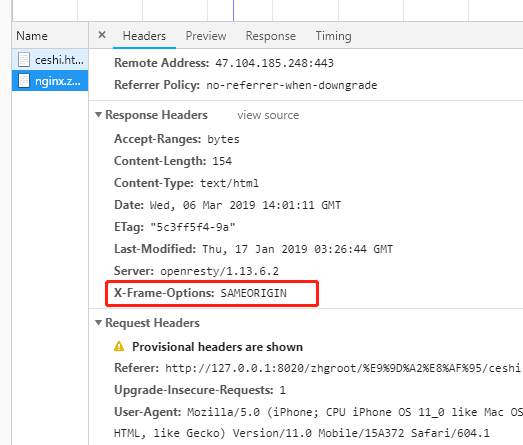 Name
Headers Preview Response Timing
ceshi.ht...
nginx.z...
Remote Address: 47.104.185.248:443
Referrer Policy: no-referrer-when-downgrade
Response Headers view source
Accept-Ranges: bytes
Content-Length: 154
Content-Type: text/html
Date: Wed, 06 Mar 2019 14:01:11 GMT
ETag: "5c3ff5f4-9a"
Last-Modified: Thu, 17 Jan 2019 03:26:44 GMT
Server: openresty/1.13.6.2
X-Frame-Options: SAMEORIGIN
Request Headers
Provisional headers are shown
Referer: http://127.0.0.1:8020/zhgroot/%E9%9D%A2%E8%AF%95/ceshi
Upgrade-Insecure-Requests: 1
User-Agent: Mozilla/5.0 (iPhone; CPU iPhone OS 11_0 like Mac OS
HTML, like Gecko) Version/11.0 Mobile/15A372 Safari/604.1